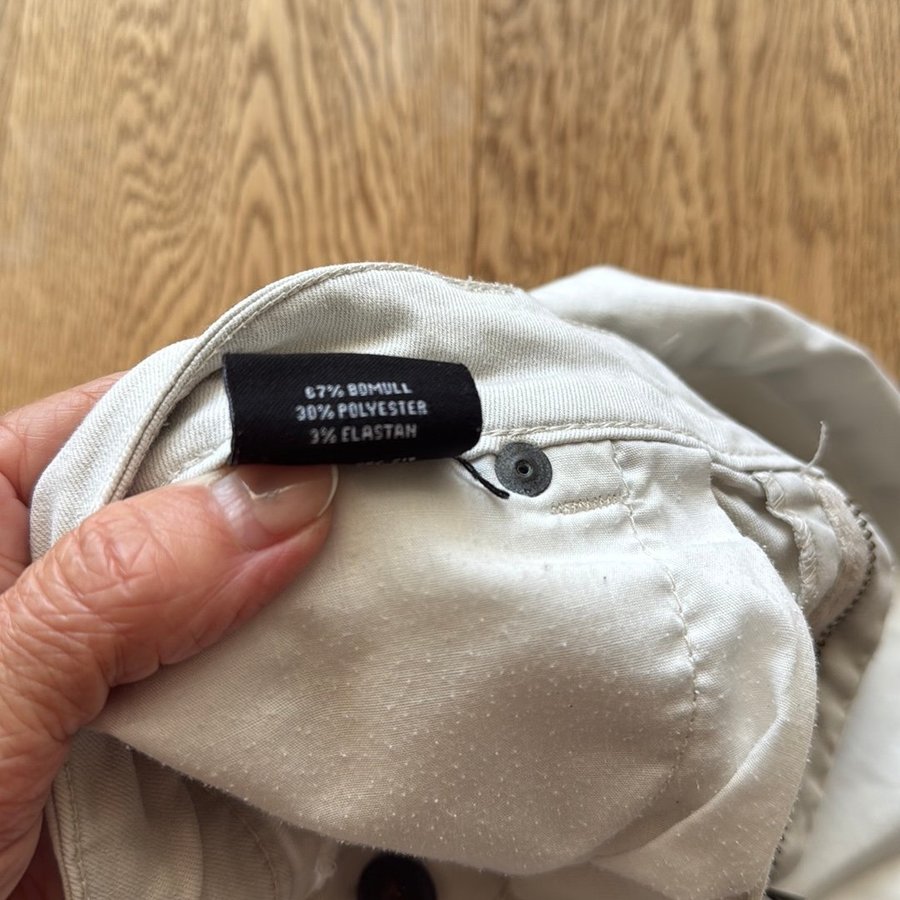 67% BOMULL
30% POLYESTER
3% ELASTAN